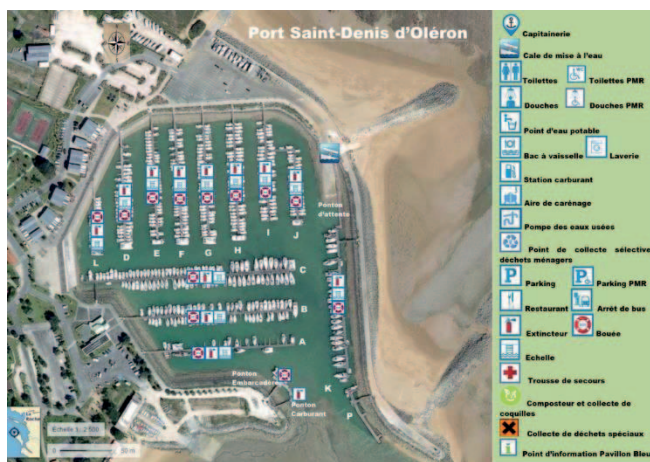 Port Saint-Denis d'Oléron
Ponton d'attente
L
D
E
F
G
H
I
J
C
B
A
Ponton
Embarcadère
Ponton
Carburant
K
P
Capitainerie
Cale de mise à l'eau
Toilettes
Toilettes PMR
Douches
Douches PMR
Point d'eau potable
Bac à vaisselle
Laverie
Station carburant
Aire de carénage
Pompe des eaux usées
Point de collecte sélective
déchets ménagers
Parking
Parking PMR
Restaurant
Arrêt de bus
Extincteur
Bouée
Echelle
Trousse de secours
Composteur et collecte de
coquilles
Collecte de déchets spéciaux
Point d'information Pavillon Bleu